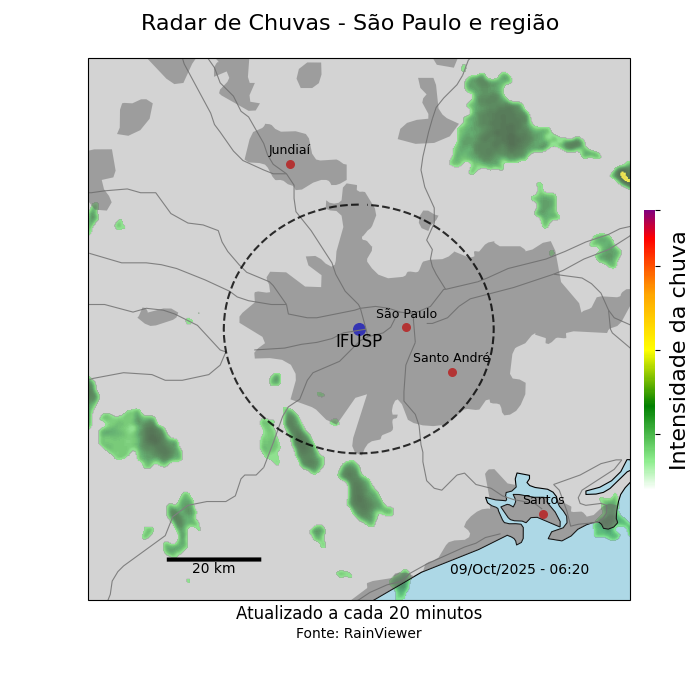 Radar de Chuvas - São Paulo e região
Jundiaí
São Paulo
IFUSP
Santo André
Santos
20 km
09/Oct/2025 - 06:20
Intensidade da chuva
Atualizado a cada 20 minutos
Fonte: RainViewer